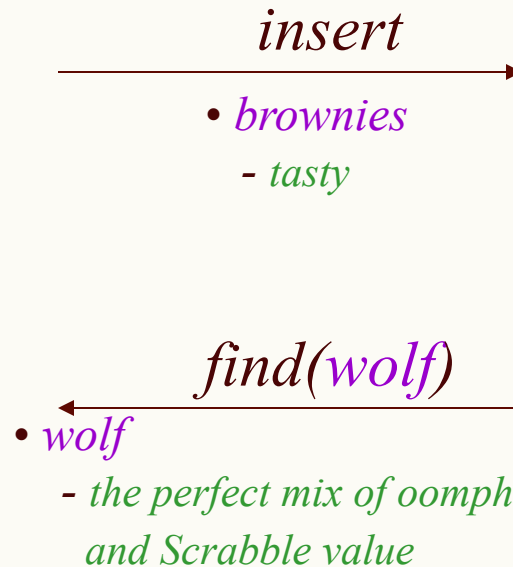 insert
• brownies
- tasty
find(wolf)
• wolf
- the perfect mix of oomph
and Scrabble value